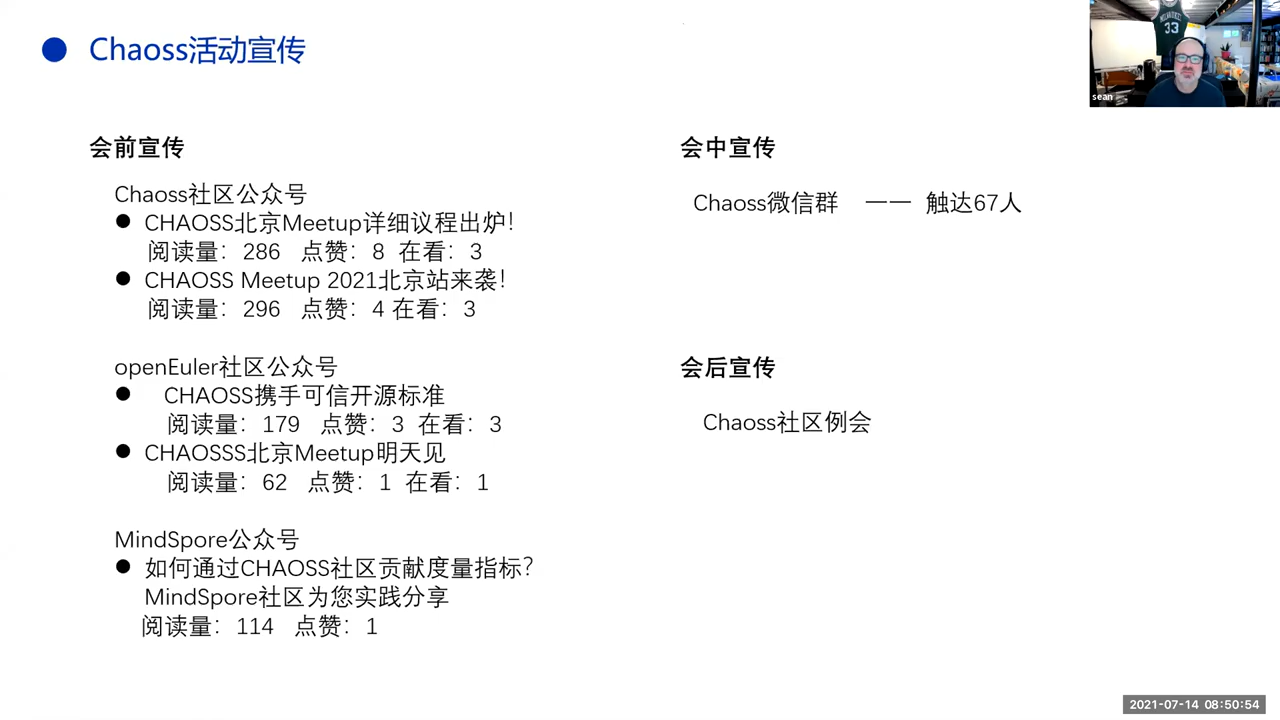 Chaoss活动宣传
会前宣传
Chaoss社区公众号
CHAOSS北京Meetup详细议程出炉!
阅读量：286 点赞：8 在看：3
CHAOSS Meetup 2021北京站来袭!
阅读量：296 点赞：4 在看：3
openEuler社区公众号
CHAOSS携手可信开源标准
阅读量：179 点赞：3 在看：3
CHAOSSS北京Meetup明天见
阅读量：62 点赞：1 在看：1
MindSpore公众号
如何通过CHAOSS社区贡献度量指标?
MindSpore社区为您实践分享
阅读量：114 点赞：1
会中宣传
Chaoss微信群 —— 触达67人
会后宣传
Chaoss社区例会
33
sean
2021-07-14 08:50:54